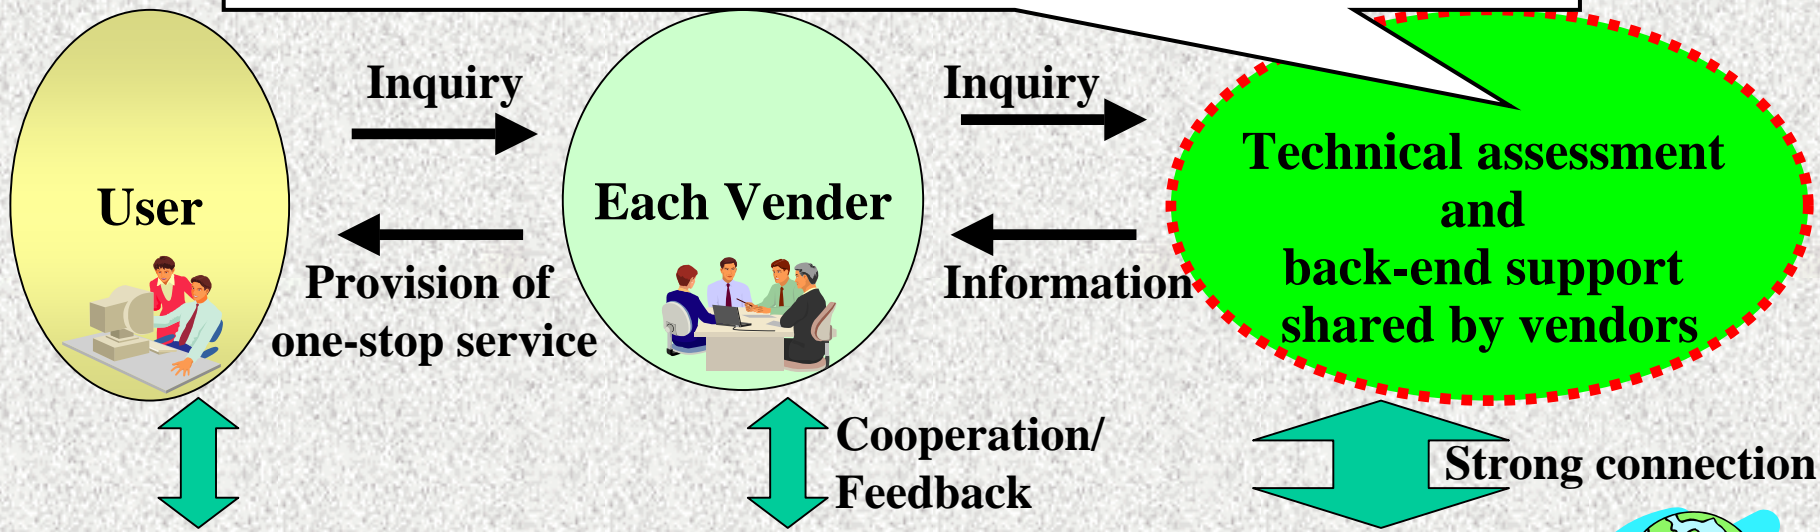 User
Inquiry
Provision of
one-stop service
Each Vender
Inquiry
Information
Technical assessment
and
back-end support
shared by vendors
Cooperation/
Feedback
Strong connection